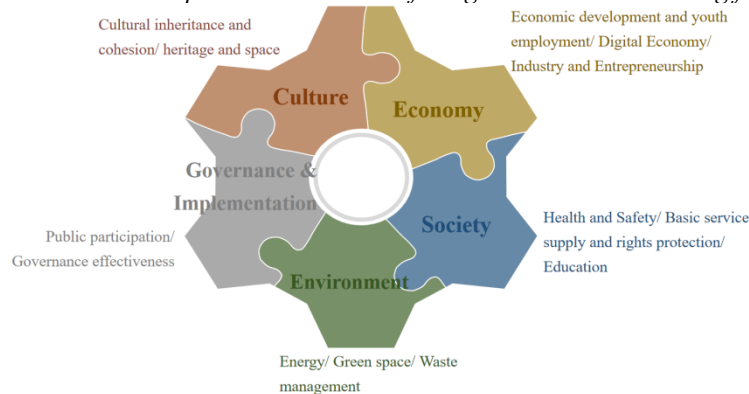 Cultural inheritance and
cohesion/ heritage and space
Economic development and youth
employment/ Digital Economy/
Industry and Entrepreneurship
Culture
Economy
Governance &
Implementation
Public participation/
Governance effectiveness
Society
Health and Safety/ Basic service
supply and rights protection/
Education
Environment
Energy/ Green space/ Waste
management